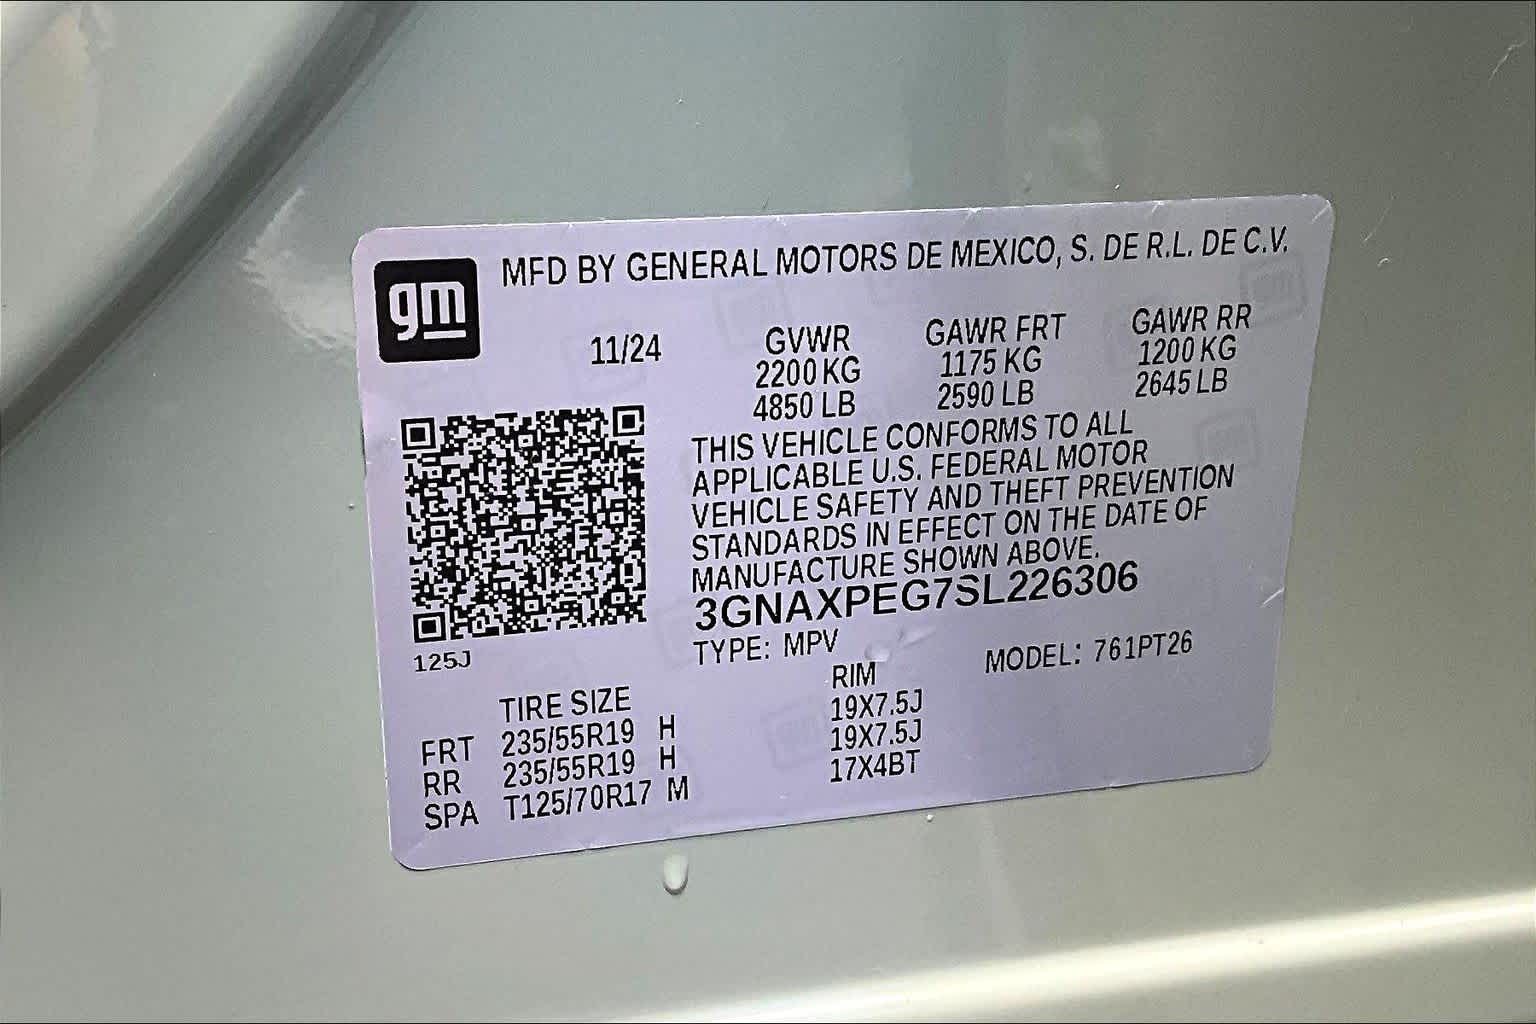 gm
MFD BY GENERAL MOTORS DE MEXICO, S. DE R.L. DE C.V.
11/24 GVWR GAWR FRT GAWR RR
2200 KG 1175 KG 1200 KG
4850 LB 2590 LB 2645 LB
THIS VEHICLE CONFORMS TO ALL
APPLICABLE U.S. FEDERAL MOTOR
VEHICLE SAFETY AND THEFT PREVENTION
STANDARDS IN EFFECT ON THE DATE OF
MANUFACTURE SHOWN ABOVE.
3GNAXPEG7SL226306
125J
TYPE: MPV MODEL: 761PT26
TIRE SIZE RIM
FRT 235/55R19 H 19X7.5J
RR 235/55R19 H 19X7.5J
SPA T125/70R17 M 17X4BT